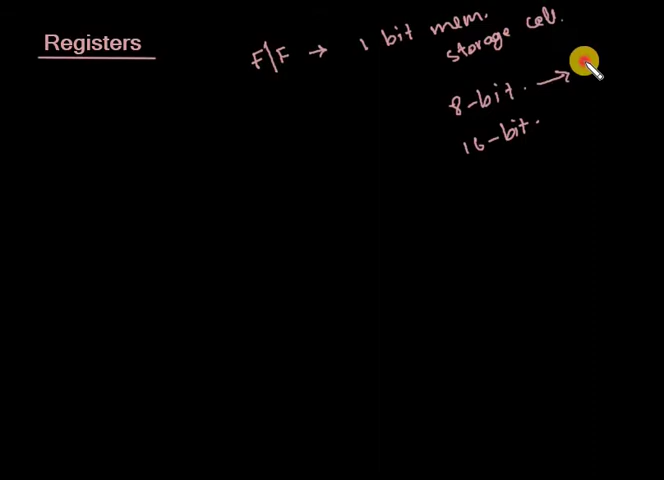 Registers
F/F → 1 bit mem.
storage cell.
8-bit. →
16-bit.